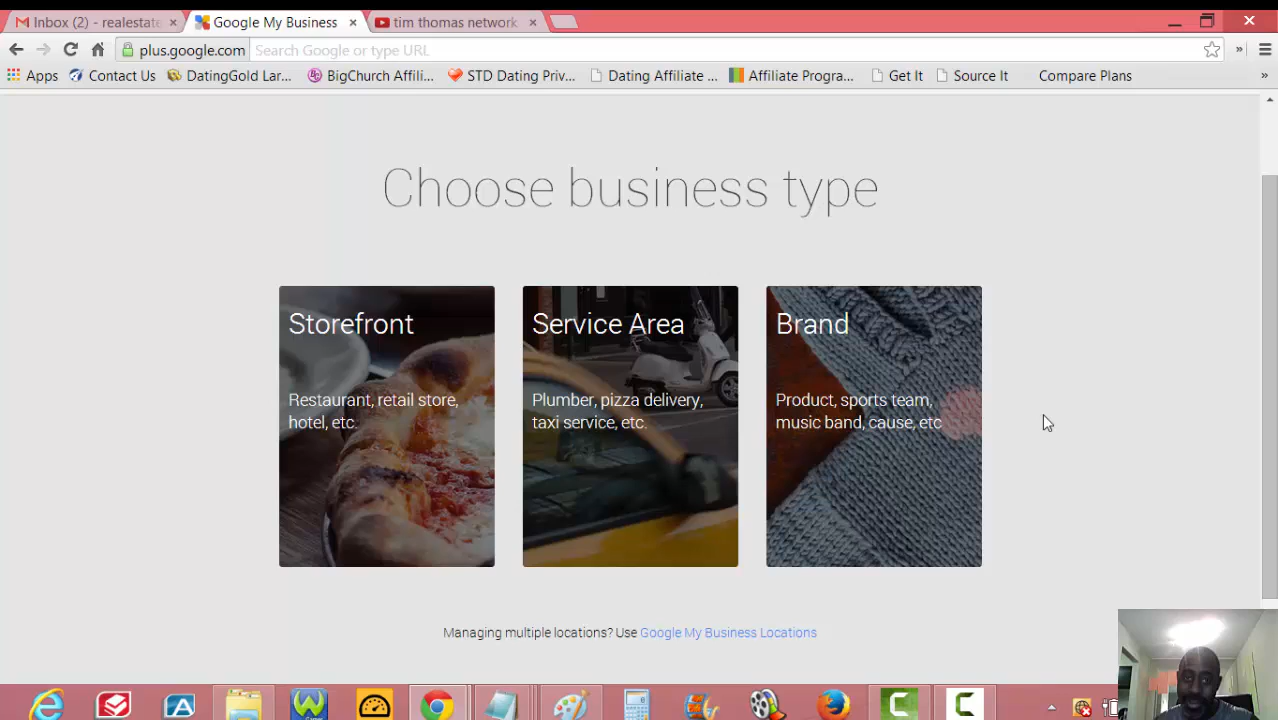 Inbox (2) - realestate
Google My Business
tim thomas network
plus.google.com
Search Google or type URL
Apps
Contact Us
DatingGold Lar...
BigChurch Affili...
STD Dating Priv...
Dating Affiliate ...
Affiliate Progra...
Get It
Source It
Compare Plans
Choose business type
Storefront
Restaurant, retail store,
hotel, etc.
Service Area
Plumber, pizza delivery,
taxi service, etc.
Brand
Product, sports team,
music band, cause, etc
Managing multiple locations? Use Google My Business Locations